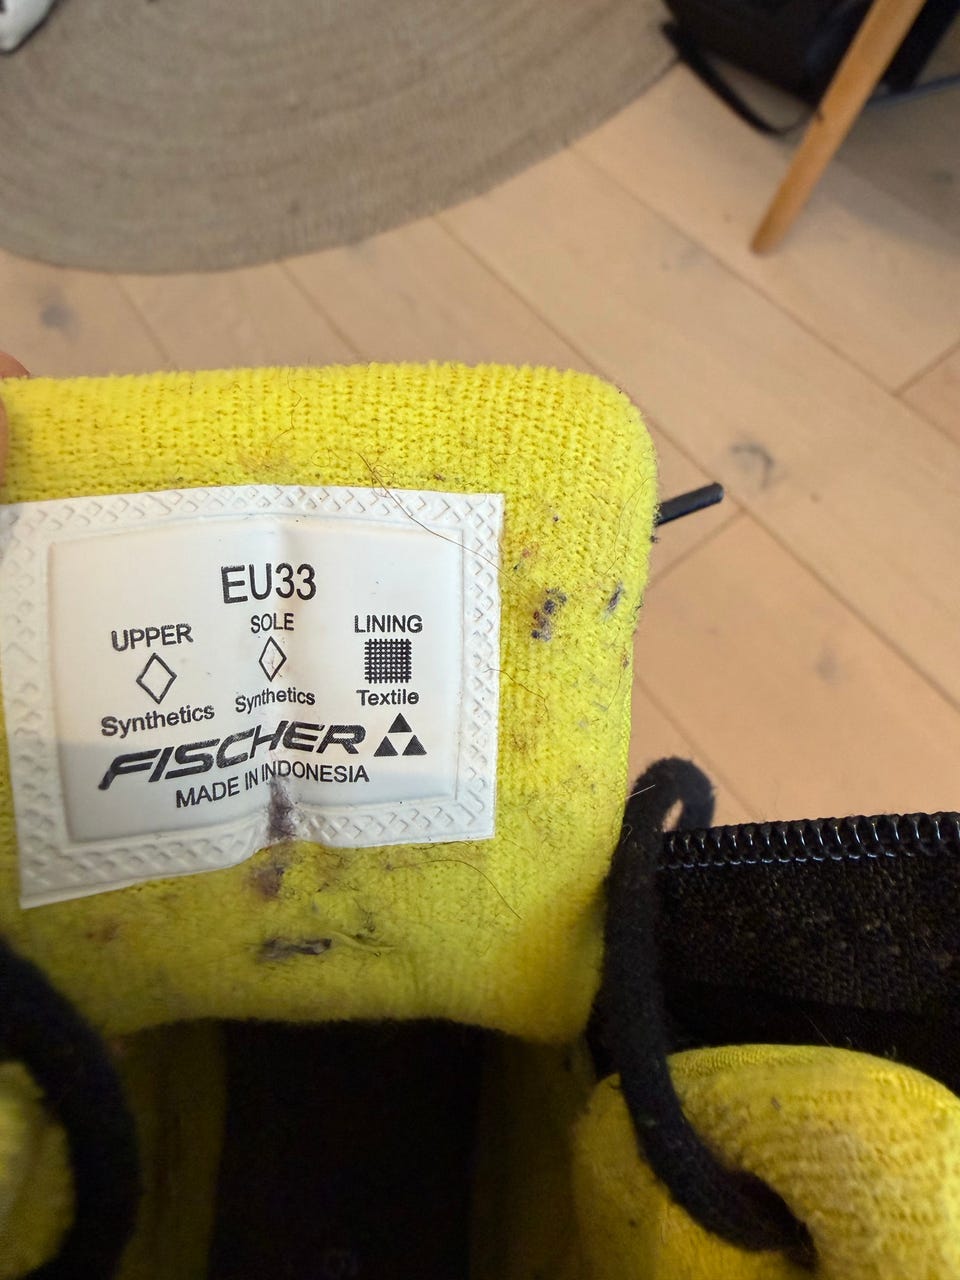 EU33
UPPER SOLE LINING
Synthetics Synthetics Textile
FISCHER
MADE IN INDONESIA